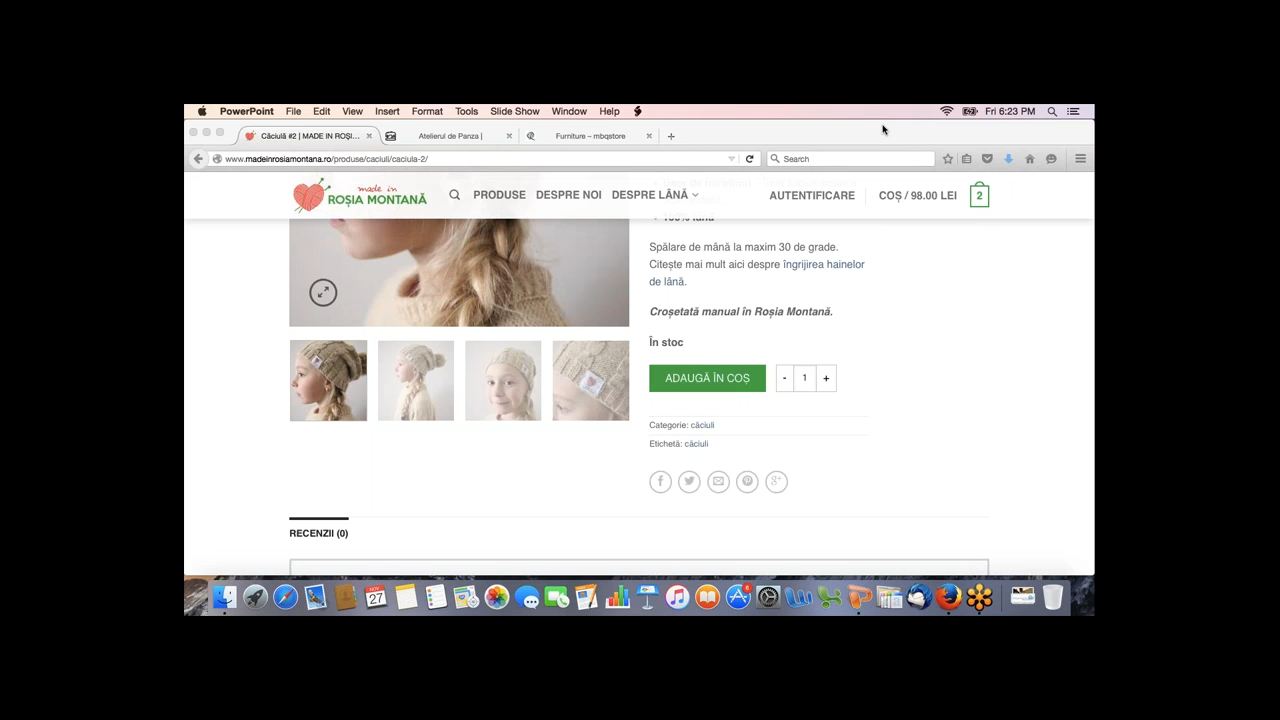 PowerPoint File Edit View Insert Format Tools Slide Show Window Help Fri 6:23 PM
Căciulă #2 | MADE IN ROȘI... Atelierul de Panza | Furniture – mbqstore
www.madeinrosiamontana.ro/produse/caciuli/caciula-2/ Search
made in
ROȘIA MONTANĂ
PRODUSE DESPRE NOI DESPRE LÂNĂ AUTENTIFICARE COȘ / 98.00 LEI 2
100% lână
Spălare de mână la maxim 30 de grade.
Citește mai mult aici despre îngrijirea hainelor
de lână.
Croșetată manual în Roșia Montană.
În stoc
ADAUGĂ ÎN COȘ - 1 +
Categorie: căciuli
Etichetă: căciuli
RECENZII (0)
NOV
27
6